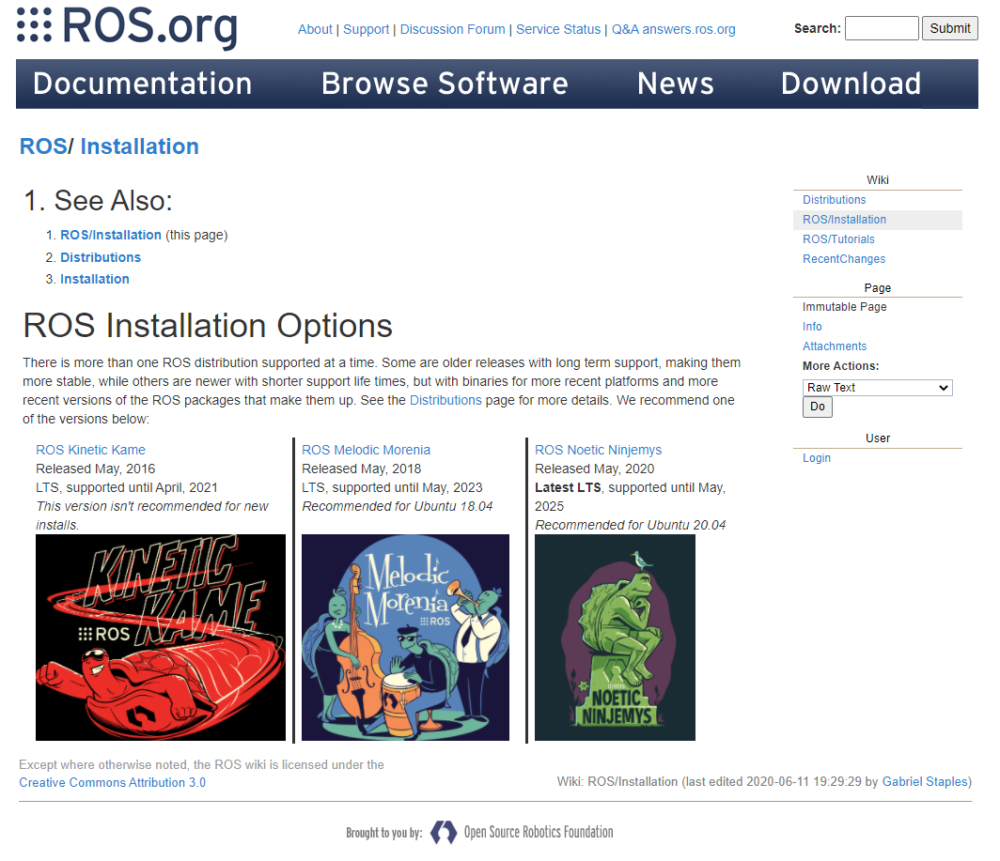 ROS.org
About | Support | Discussion Forum | Service Status | Q&A answers.ros.org
Search:
Submit
Documentation
Browse Software
News
Download
ROS/ Installation
1. See Also:
1. ROS/Installation (this page)
2. Distributions
3. Installation
ROS Installation Options
There is more than one ROS distribution supported at a time. Some are older releases with long term support, making them
more stable, while others are newer with shorter support life times, but with binaries for more recent platforms and more
recent versions of the ROS packages that make them up. See the Distributions page for more details. We recommend one
of the versions below:
ROS Kinetic Kame
Released May, 2016
LTS, supported until April, 2021
This version isn't recommended for new
installs.
KINETIC
KAME
ROS
ROS Melodic Morenia
Released May, 2018
LTS, supported until May, 2023
Recommended for Ubuntu 18.04
Melodic
Morenia
ROS
ROS Noetic Ninjemys
Released May, 2020
Latest LTS, supported until May,
2025
Recommended for Ubuntu 20.04
ROS
NOETIC
NINJEMYS
Wiki
Distributions
ROS/Installation
ROS/Tutorials
RecentChanges
Page
Immutable Page
Info
Attachments
More Actions:
Raw Text
Do
User
Login
Except where otherwise noted, the ROS wiki is licensed under the
Creative Commons Attribution 3.0
Wiki: ROS/Installation (last edited 2020-06-11 19:29:29 by Gabriel Staples)
Brought to you by:
Open Source Robotics Foundation